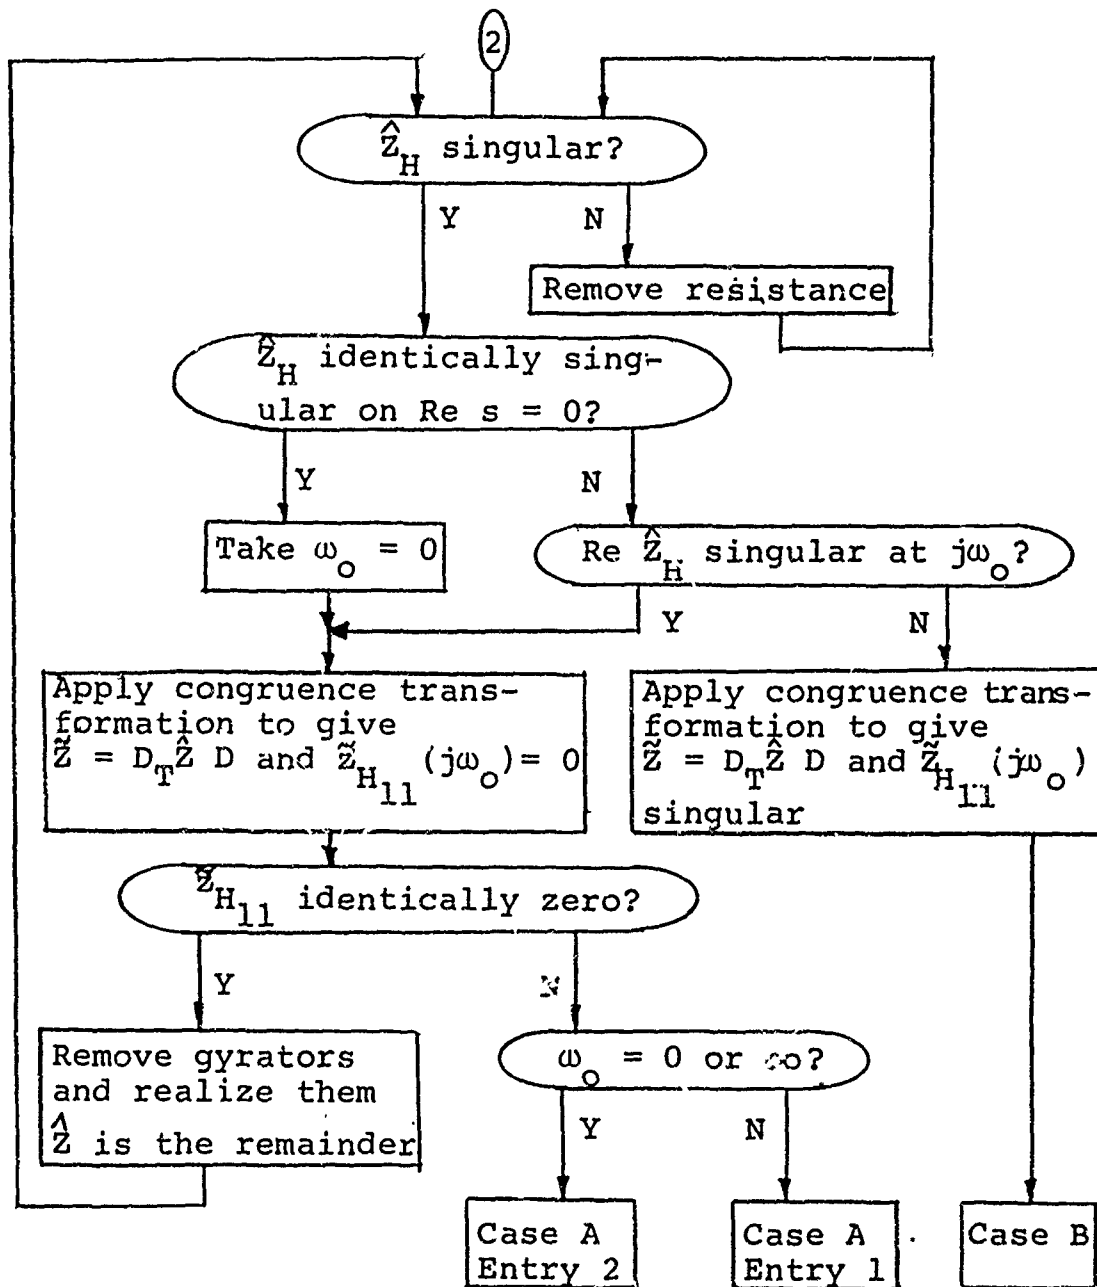 2
Ẑ_H singular?
Y N
Remove resistance
Ẑ_H identically sing-
ular on Re s = 0?
Y N
Take ω_o = 0
Re Ẑ_H singular at jω_o?
Y N
Apply congruence trans-
formation to give
Z̃ = D_T Ẑ D and z̃_H11 (jω_o) = 0
Apply congruence trans-
formation to give
Z̃ = D_T Ẑ D and Z̃_H11 (jω_o)
singular
z̃_H11 identically zero?
Y N
Remove gyrators
and realize them
Ẑ is the remainder
ω_o = 0 or ∞?
Y N
Case A
Entry 2
Case A
Entry 1
Case B